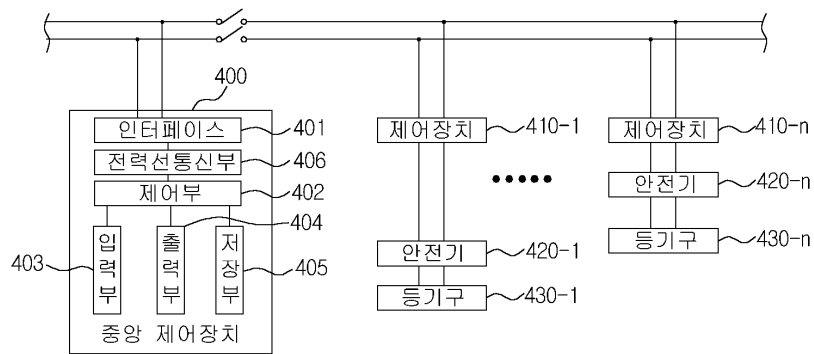 400
인터페이스 401
전력선통신부 406
제어부 402
404
입력부 출력부 저장부
403 405
중앙 제어장치
제어장치 410-1
안전기 420-1
등기구 430-1
제어장치 410-n
안전기 420-n
등기구 430-n